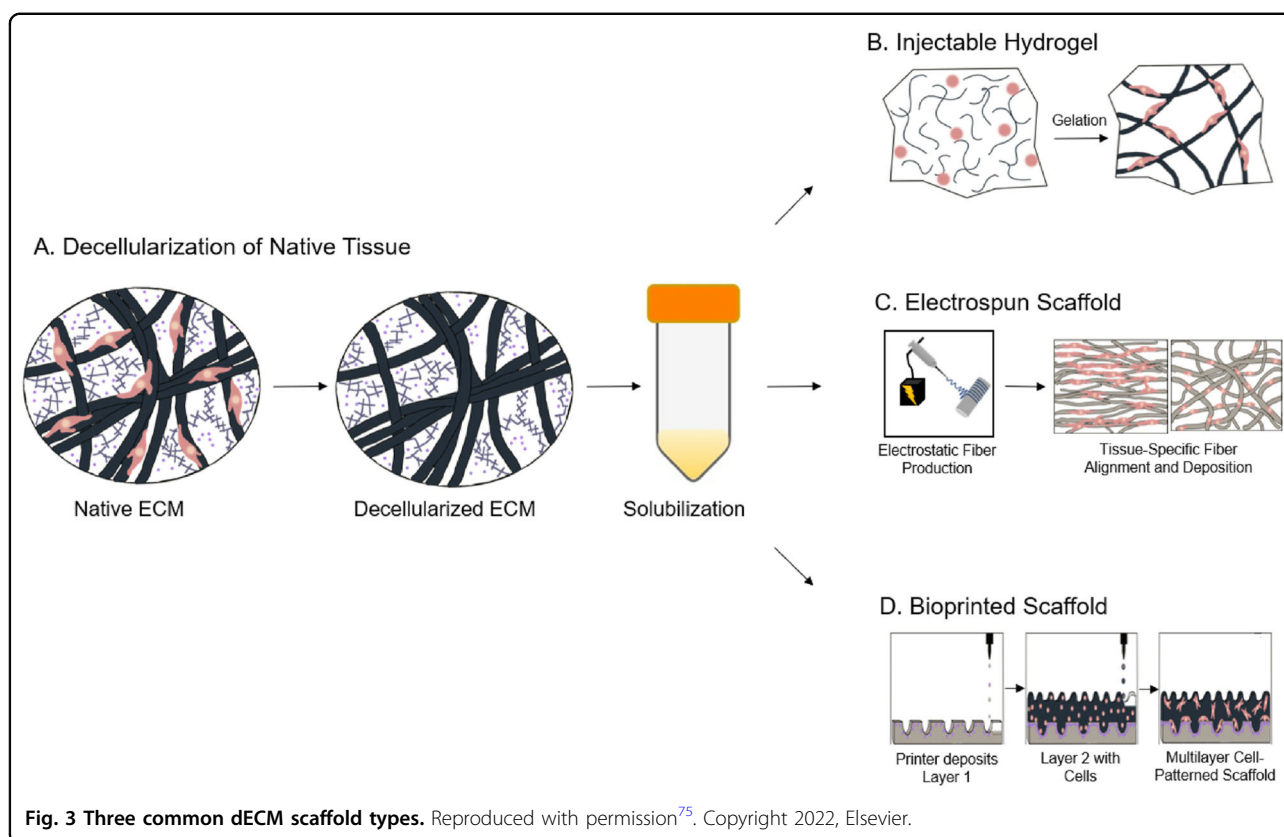 A. Decellularization of Native Tissue
Native ECM
Decellularized ECM
Solubilization
B. Injectable Hydrogel
Gelation
C. Electrospun Scaffold
Electrostatic Fiber
Production
Tissue-Specific Fiber
Alignment and Deposition
D. Bioprinted Scaffold
Printer deposits
Layer 1
Layer 2 with
Cells
Multilayer Cell-
Patterned Scaffold
Fig. 3 Three common dECM scaffold types. Reproduced with permission75. Copyright 2022, Elsevier.